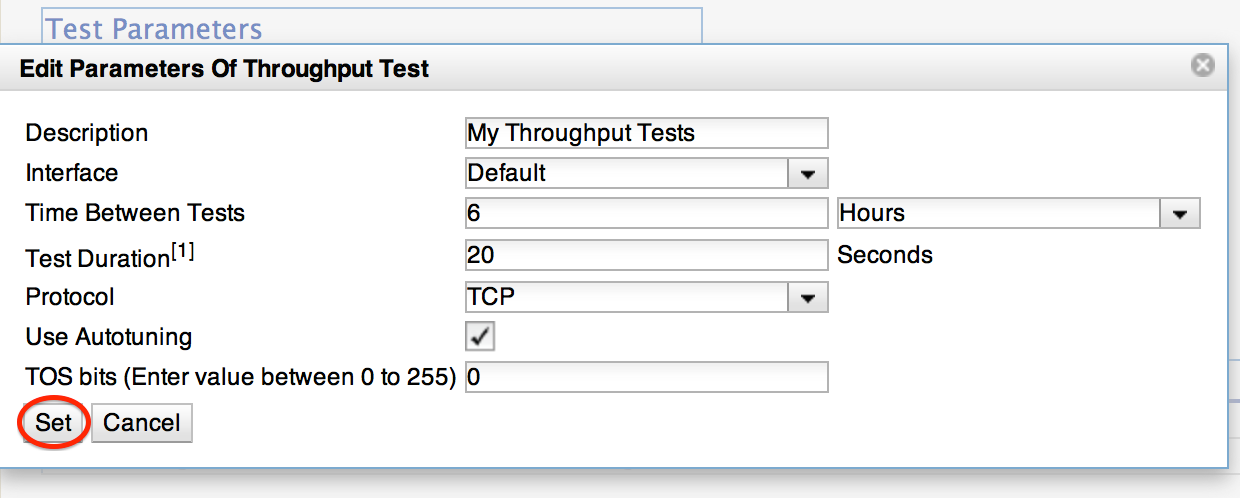 Test Parameters
Edit Parameters Of Throughput Test
Description My Throughput Tests
Interface Default
Time Between Tests 6 Hours
Test Duration[1] 20 Seconds
Protocol TCP
Use Autotuning
TOS bits (Enter value between 0 to 255) 0
Set Cancel